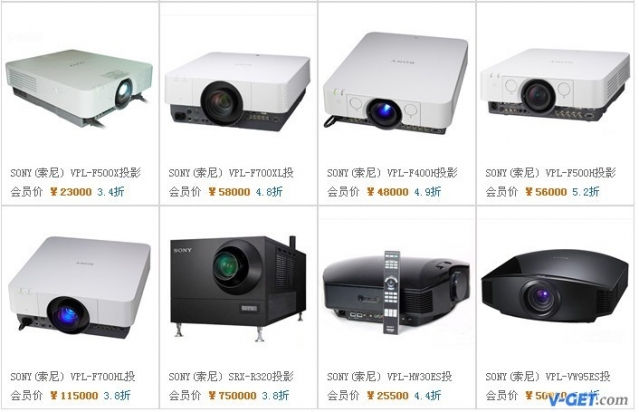 SONY(索尼) VPL-F500X投影
会员价 ¥23000 3.4折
SONY(索尼) VPL-F700XL投
会员价 ¥58000 4.8折
SONY(索尼) VPL-F400H投影
会员价 ¥48000 4.9折
SONY(索尼) VPL-F500H投影
会员价 ¥56000 5.2折
SONY
SONY(索尼) VPL-F700HL投
会员价 ¥115000 3.8折
SONY(索尼) SRX-R320投影
会员价 ¥750000 3.8折
SONY(索尼) VPL-HW30ES投
会员价 ¥25500 4.4折
SONY(索尼) VPL-VW95ES投
会员价
V-GET.com